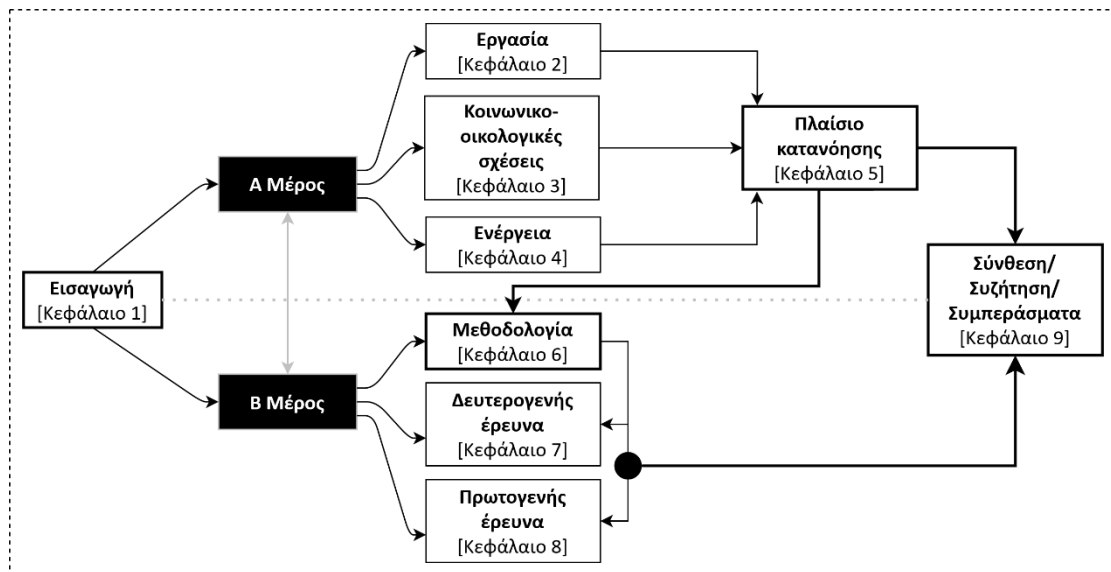 Εργασία
[Κεφάλαιο 2]
Κοινωνικο-
οικολογικές
σχέσεις
[Κεφάλαιο 3]
Πλαίσιο
κατανόησης
[Κεφάλαιο 5]
Α Μέρος
Ενέργεια
[Κεφάλαιο 4]
Εισαγωγή
[Κεφάλαιο 1]
Σύνθεση/
Συζήτηση/
Συμπεράσματα
[Κεφάλαιο 9]
Μεθοδολογία
[Κεφάλαιο 6]
Β Μέρος
Δευτερογενής
έρευνα
[Κεφάλαιο 7]
Πρωτογενής
έρευνα
[Κεφάλαιο 8]